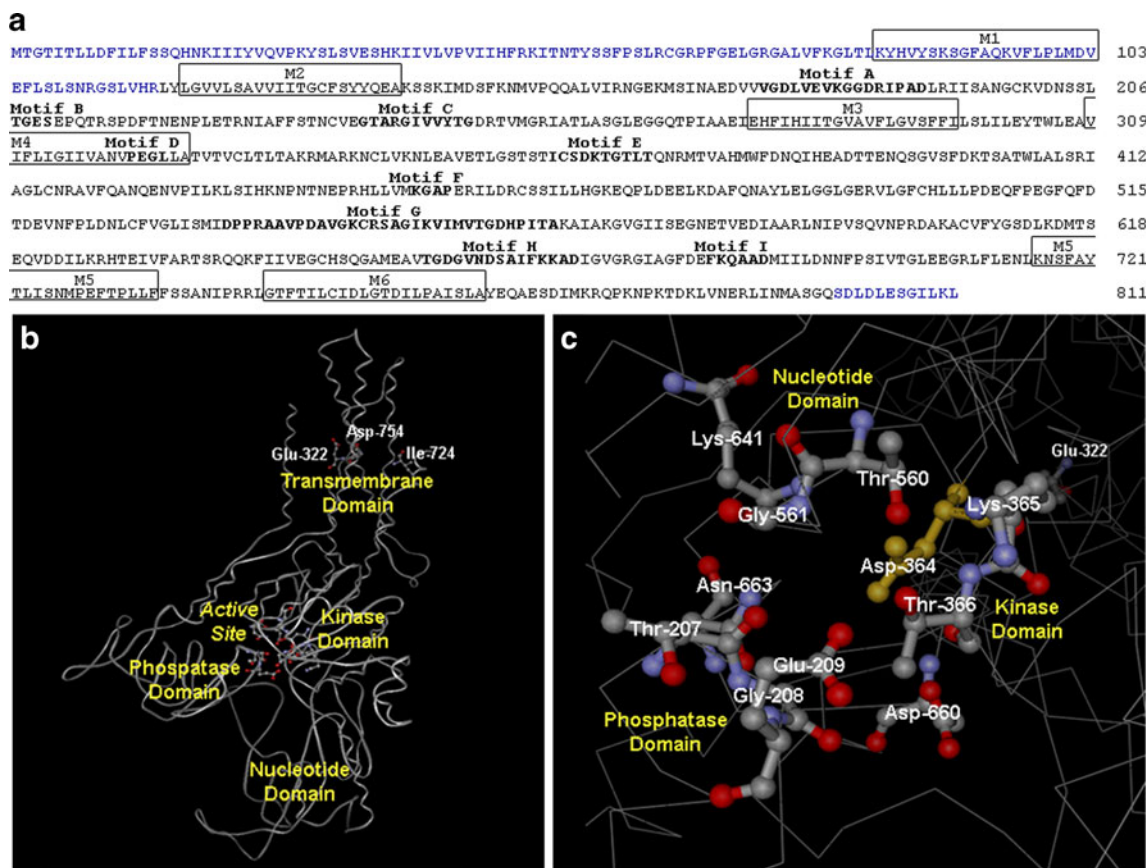 a
M1
MTGTITLLDFILFSSQHNKIIIYVQVPKYSLSVESHKIIVLVPVIIHFRKITNTYSSFPSLRCGRPFGELGRGALVFKGLTLKYHVYSKSGFAQKVFLPLMDV 103
M2 Motif A
EFLSLSNRGSLVHRLYLGVVLSAVVIITGCFSYYQEAKSSKIMDSFKNMVPQQALVIRNGEKMSINAEDVVVGDLVEVKGGDRIPADLRIISANGCKVDNSSL 206
Motif B Motif C M3
TGESEPQTRSPDFTNENPLETRNIAFFSTNCVEGTARGIVVYTGDRTVMGRIATLASGLEGGQTPIAAEIEHFIHIITGVAVFLGVSFFILSLILEYTWLEAV 309
M4 Motif D Motif E
IFLIGIIVANVPEGLLATVTVCLTLTAKRMARKNCLVKNLEAVETLGSTSTICSDKTGTLTQNRMTVAHMWFDNQIHEADTTENQSGVSFDKTSATWLALSRI 412
Motif F
AGLCNRAVFQANQENVPILKLSIHKNPNTNEPRHLLVMKGAPERILDRCSSILLHGKEQPLDEELKDAFQNAYLELGGLGERVLGFCHLLLPDEQFPEGFQFD 515
Motif G
TDEVNFPLDNLCFVGLISMIDPPRAAVPDAVGKCRSAGIKVIMVTGDHPITAKAIAKGVGIISEGNETVEDIAARLNIPVSQVNPRDAKACVFYGSDLKDMTS 618
Motif H Motif I M5
EQVDDILKRHTEIVFARTSRQQKFIIVEGCHSQGAMEAVTGDGVNDSAIFKKADIGVGRGIAGFDEFKQAADMIILDNNFPSIVTGLEEGRLFLENLKNSFAY 721
M5 M6
TLISNMPEFTPLLFFSSANIPRRLGTFTILCIDLGTDILPAISLAYEQAESDIMKRQPKNPKTDKLVNERLINMASGQSDLDLESGILKL 811
b
Asp-754
Glu-322
Ile-724
Transmembrane
Domain
Active
Site
Kinase
Domain
Phospatase
Domain
Nucleotide
Domain
c
Nucleotide
Domain
Lys-641
Glu-322
Thr-560
Lys-365
Gly-561
Asp-364
Asn-663
Thr-366
Kinase
Domain
Thr-207
Glu-209
Gly-208
Asp-660
Phosphatase
Domain